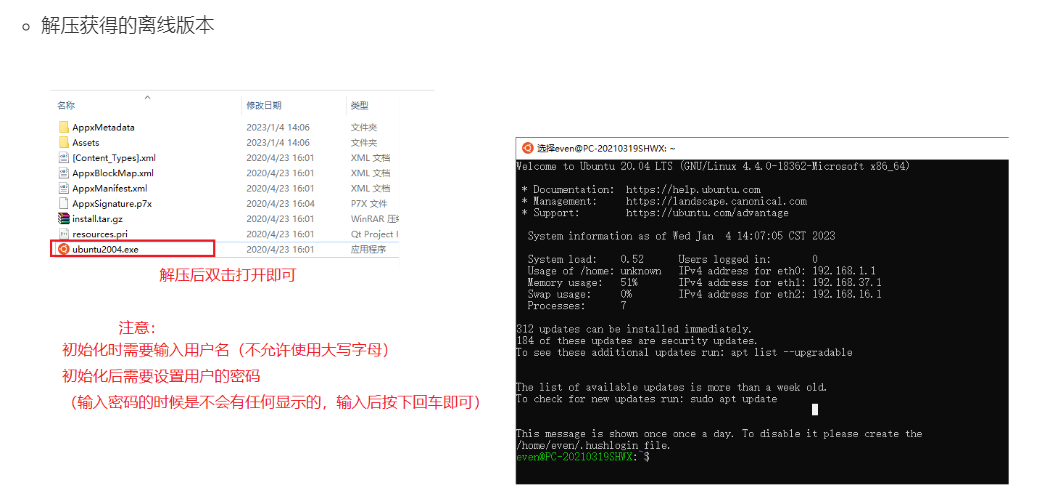 解压获得的离线版本
名称 修改日期 类型
AppxMetadata 2023/1/4 14:06 文件夹
Assets 2023/1/4 14:06 文件夹
[Content_Types].xml 2020/4/23 16:01 XML 文档
AppxBlockMap.xml 2020/4/23 16:01 XML 文档
AppxManifest.xml 2020/4/23 16:01 XML 文档
AppxSignature.p7x 2020/4/23 16:04 P7X 文件
install.tar.gz 2020/4/23 16:01 WinRAR 压缩
resources.pri 2020/4/23 16:01 Qt Project I
ubuntu2004.exe 2020/4/23 16:01 应用程序
解压后双击打开即可
注意：
初始化时需要输入用户名（不允许使用大写字母）
初始化后需要设置用户的密码
（输入密码的时候是不会有任何显示的，输入后按下回车即可）
选择even@PC-20210319SHWX: ~
Welcome to Ubuntu 20.04 LTS (GNU/Linux 4.4.0-18362-Microsoft x86_64)
* Documentation: https://help.ubuntu.com
* Management: https://landscape.canonical.com
* Support: https://ubuntu.com/advantage
System information as of Wed Jan 4 14:07:05 CST 2023
System load: 0.52 Users logged in: 0
Usage of /home: unknown IPv4 address for eth0: 192.168.1.1
Memory usage: 51% IPv4 address for eth1: 192.168.37.1
Swap usage: 0% IPv4 address for eth2: 192.168.16.1
Processes: 7
312 updates can be installed immediately.
184 of these updates are security updates.
To see these additional updates run: apt list --upgradable
The list of available updates is more than a week old.
To check for new updates run: sudo apt update
This message is shown once once a day. To disable it please create the
/home/even/.hushlogin file.
even@PC-20210319SHWX:~$